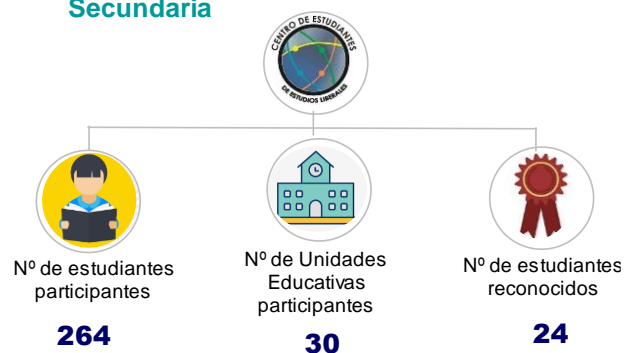 Secundaria
CENTRO DE ESTUDIANTES
DE ESTUDIOS LIBERALES
Nº de estudiantes
participantes
264
Nº de Unidades
Educativas
participantes
30
Nº de estudiantes
reconocidos
24